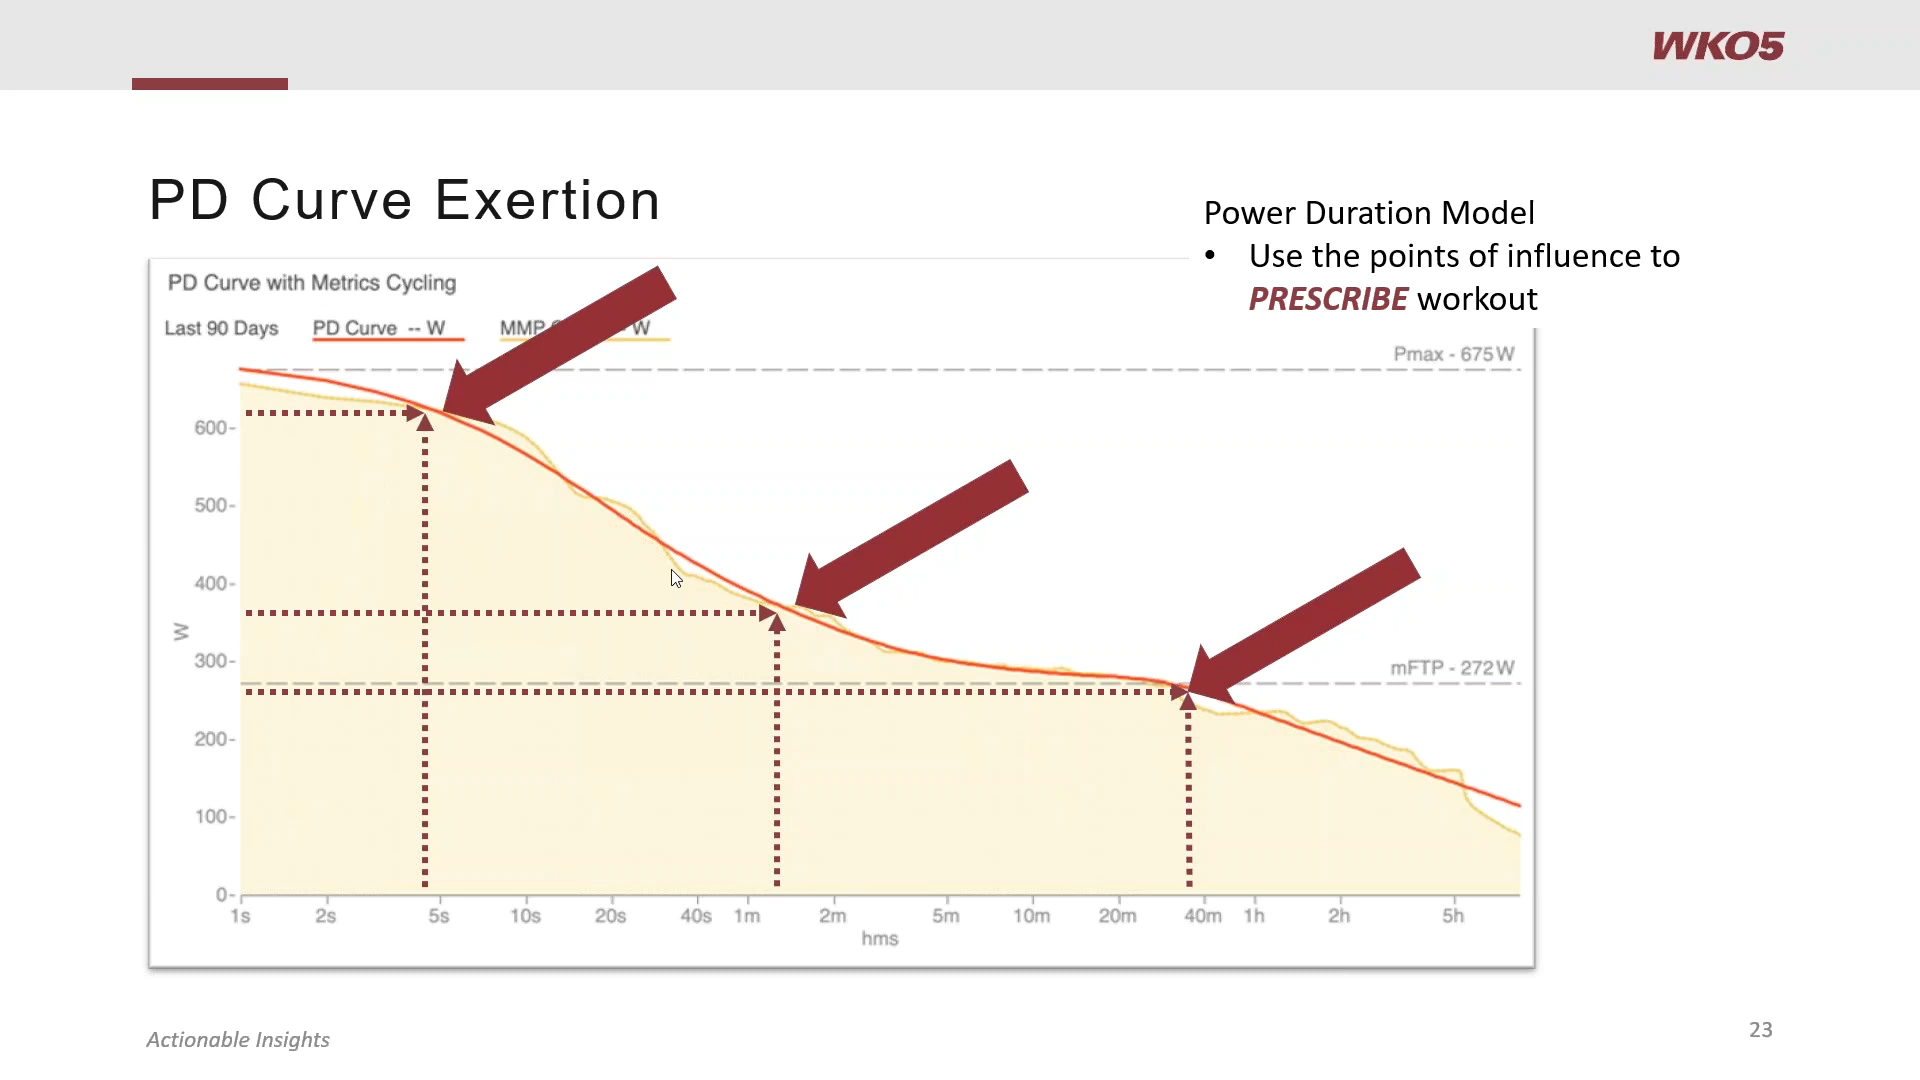 WKO5
PD Curve Exertion
Power Duration Model
• Use the points of influence to
PRESCRIBE workout
PD Curve with Metrics Cycling
Last 90 Days PD Curve -- W MMP W
Pmax - 675W
600
500
400
300
200
100
0
W
mFTP - 272W
1s 2s 5s 10s 20s 40s 1m 2m 5m 10m 20m 40m 1h 2h 5h
hms
Actionable Insights
23